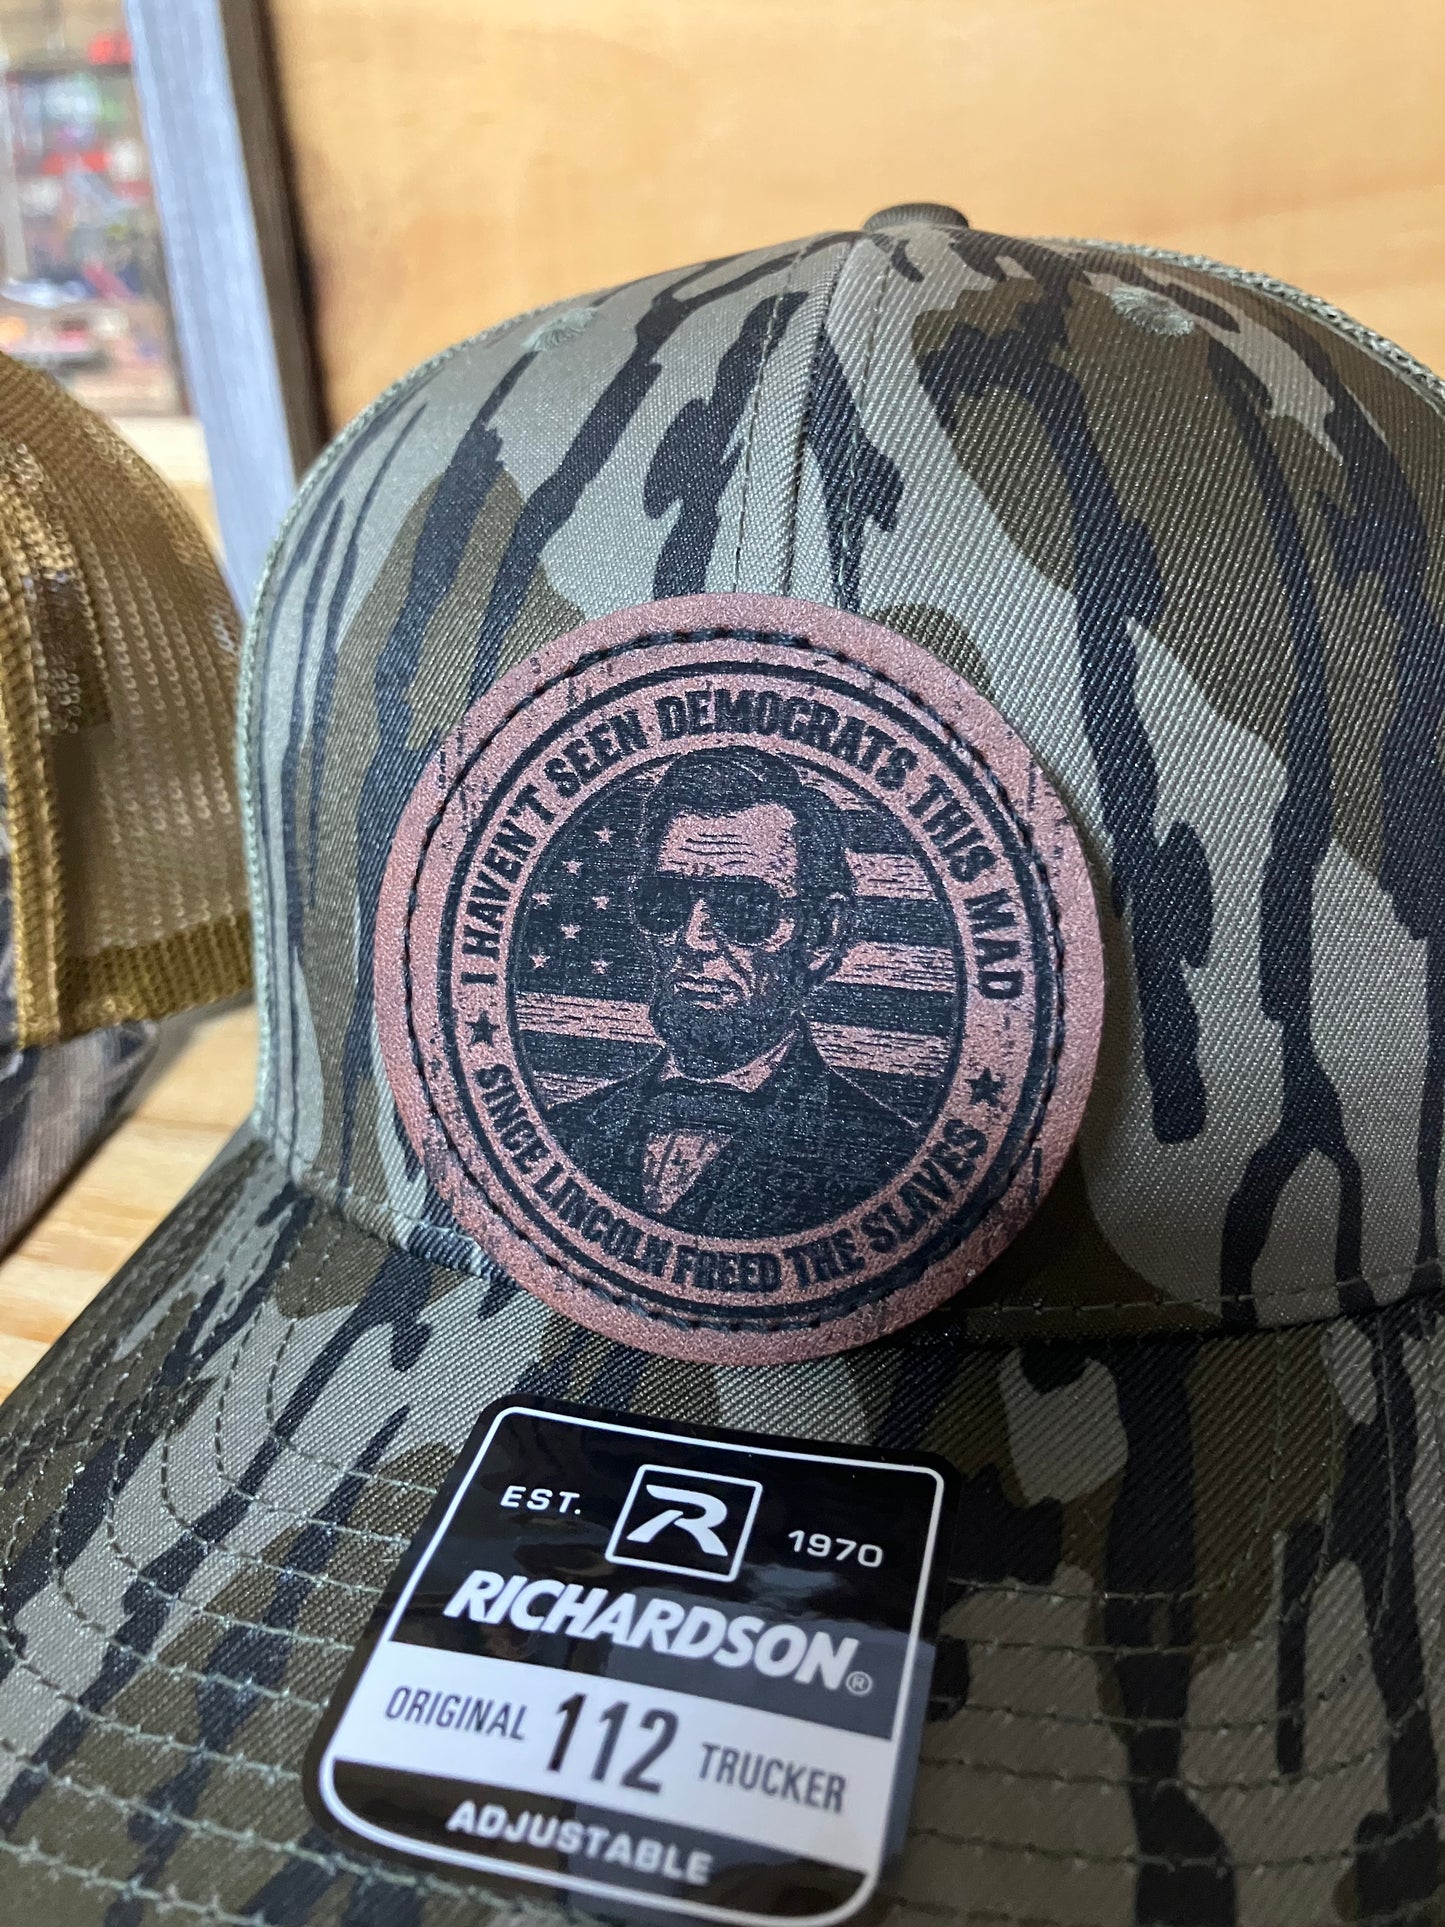 I HAVEN'T SEEN DEMOCRATS THIS MAD
SINCE LINCOLN FREED THE SLAVES
EST. R 1970
RICHARDSON®
ORIGINAL 112 TRUCKER
ADJUSTABLE